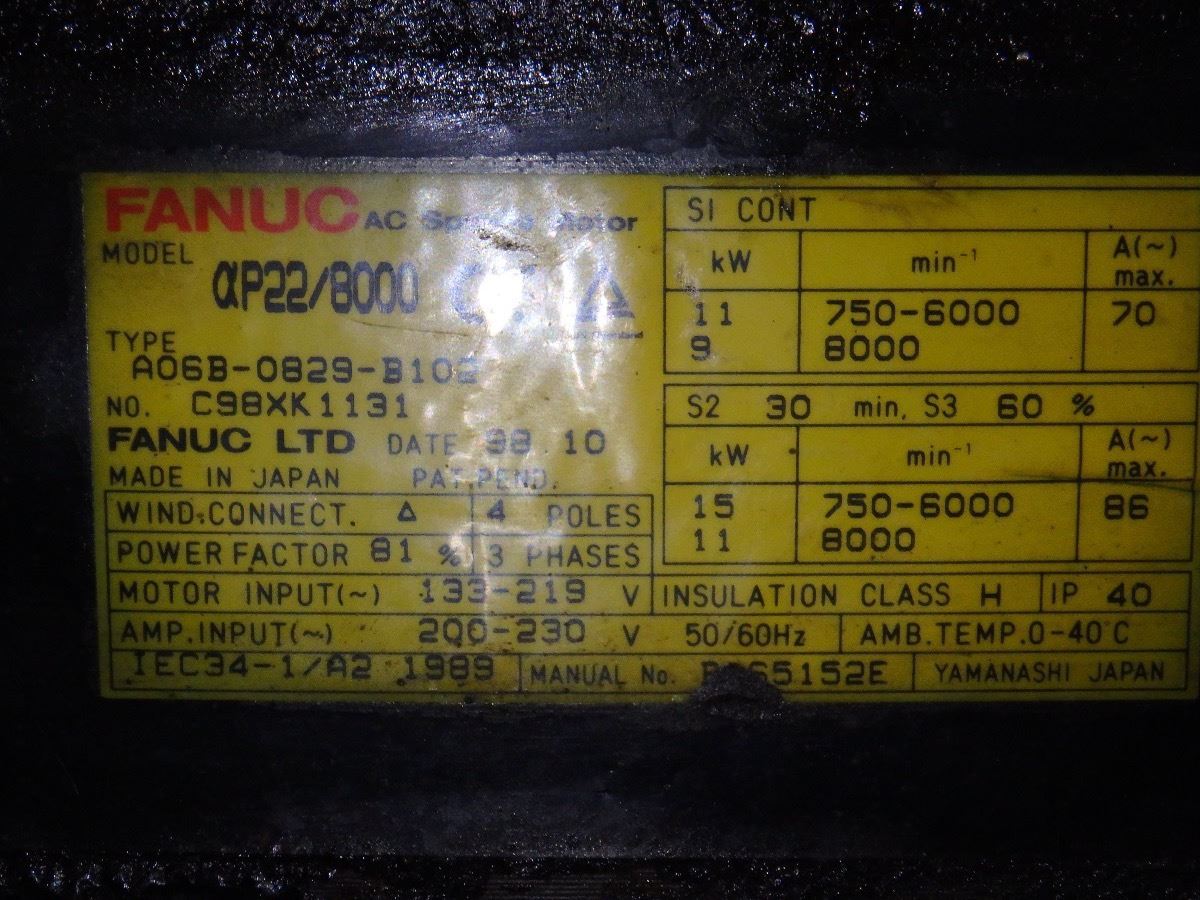 FANUC AC Spindle Motor
MODEL
αP22/8000
TYPE
A06B-0829-B102
NO. C98XK1131
FANUC LTD DATE 98.10
MADE IN JAPAN PAT.PEND.
WIND.CONNECT. Δ 4 POLES
POWER FACTOR 81 % 3 PHASES
SI CONT
kW min⁻¹ A(~) max.
11 750-6000 70
9 8000
S2 30 min, S3 60 %
kW min⁻¹ A(~) max.
15 750-6000 86
11 8000
MOTOR INPUT(~) 133-219 V INSULATION CLASS H IP 40
AMP.INPUT(~) 200-230 V 50/60Hz AMB.TEMP.0-40°C
IEC34-1/A2 1989 MANUAL No. YAMANASHI JAPAN